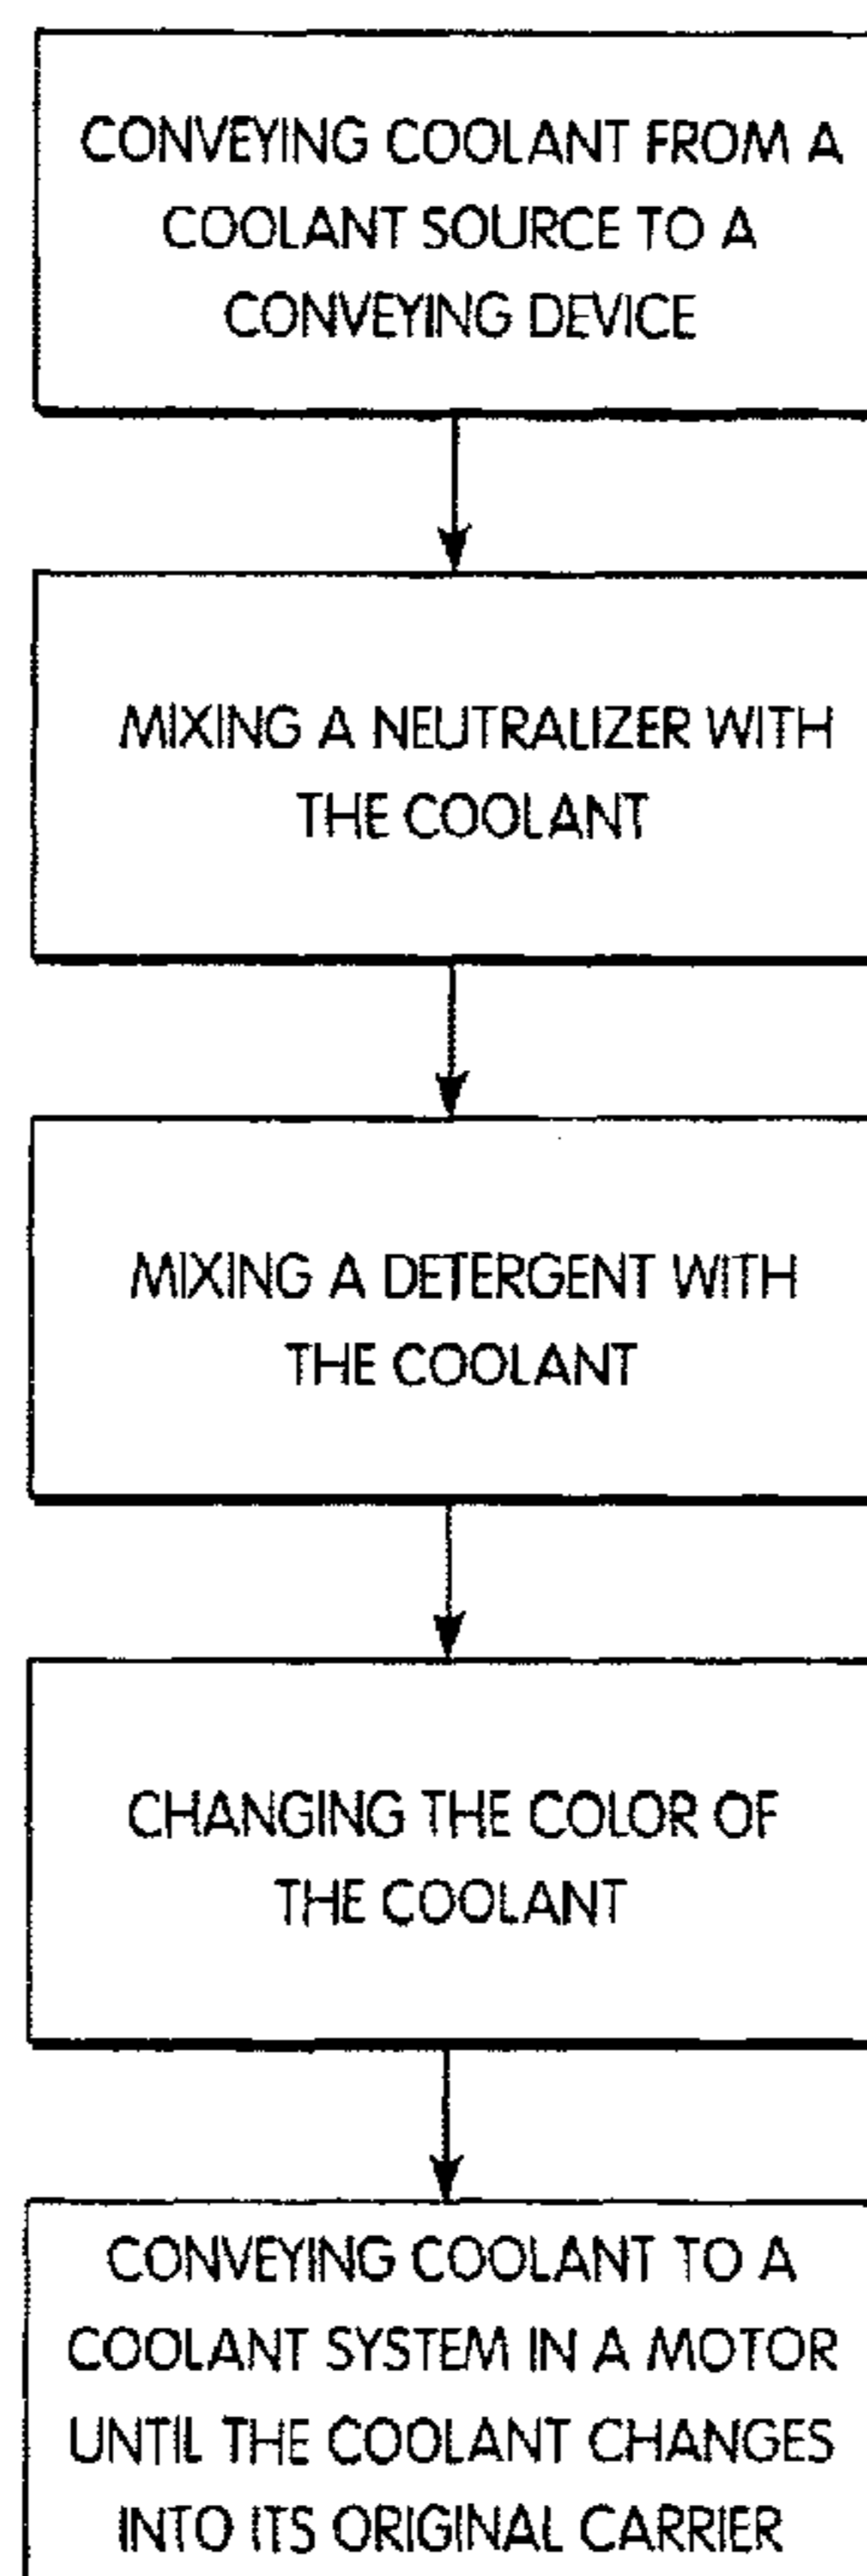 CONVEYING COOLANT FROM A
COOLANT SOURCE TO A
CONVEYING DEVICE
MIXING A NEUTRALIZER WITH
THE COOLANT
MIXING A DETERGENT WITH
THE COOLANT
CHANGING THE COLOR OF
THE COOLANT
CONVEYING COOLANT TO A
COOLANT SYSTEM IN A MOTOR
UNTIL THE COOLANT CHANGES
INTO ITS ORIGINAL CARRIER